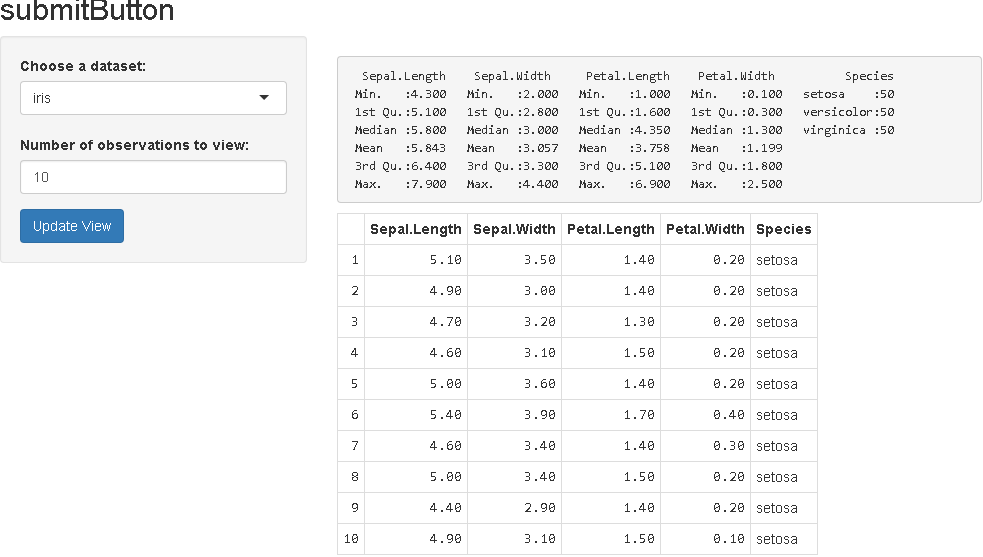 submitButton
Choose a dataset:
iris
Number of observations to view:
10
Update View
Sepal.Length Sepal.Width Petal.Length Petal.Width Species
Min. :4.300 Min. :2.000 Min. :1.000 Min. :0.100 setosa :50
1st Qu.:5.100 1st Qu.:2.800 1st Qu.:1.600 1st Qu.:0.300 versicolor:50
Median :5.800 Median :3.000 Median :4.350 Median :1.300 virginica :50
Mean :5.843 Mean :3.057 Mean :3.758 Mean :1.199
3rd Qu.:6.400 3rd Qu.:3.300 3rd Qu.:5.100 3rd Qu.:1.800
Max. :7.900 Max. :4.400 Max. :6.900 Max. :2.500
Sepal.Length Sepal.Width Petal.Length Petal.Width Species
1 5.10 3.50 1.40 0.20 setosa
2 4.90 3.00 1.40 0.20 setosa
3 4.70 3.20 1.30 0.20 setosa
4 4.60 3.10 1.50 0.20 setosa
5 5.00 3.60 1.40 0.20 setosa
6 5.40 3.90 1.70 0.40 setosa
7 4.60 3.40 1.40 0.30 setosa
8 5.00 3.40 1.50 0.20 setosa
9 4.40 2.90 1.40 0.20 setosa
10 4.90 3.10 1.50 0.10 setosa